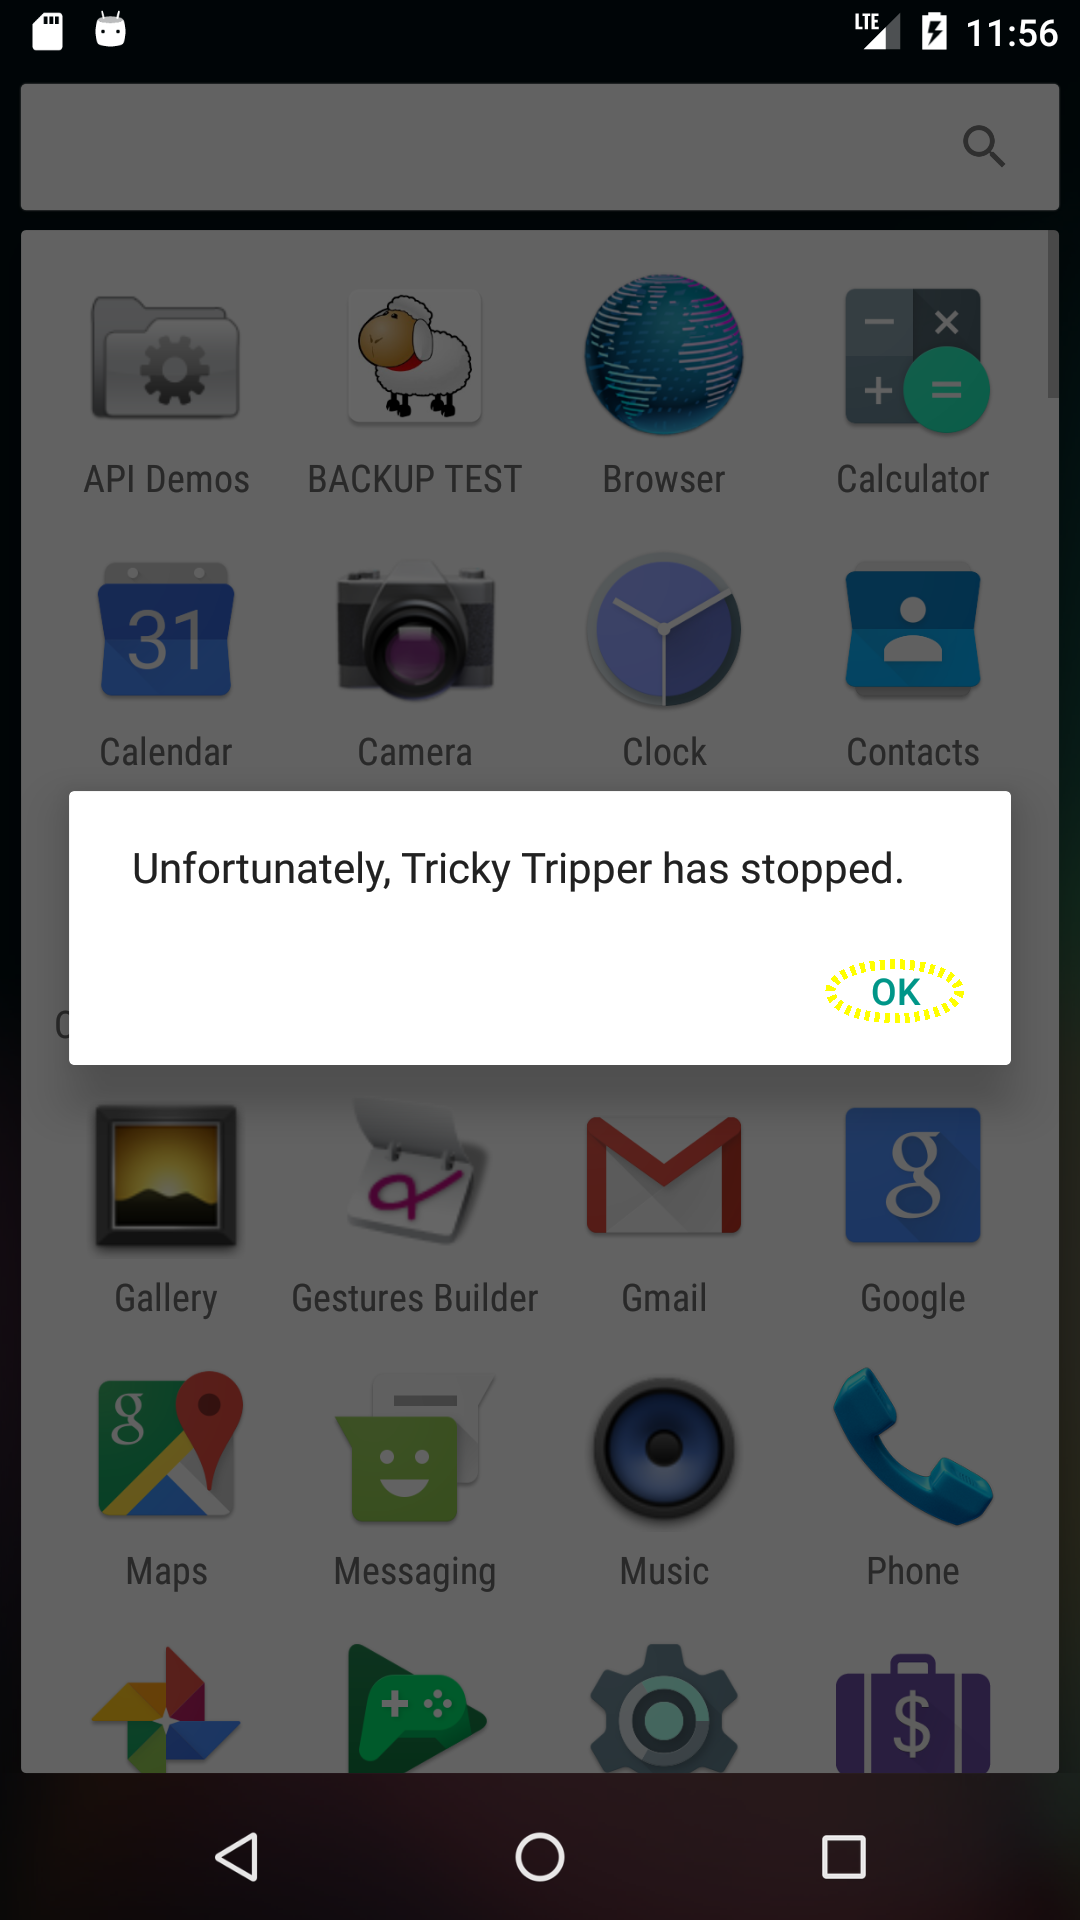 LTE 11:56
API Demos BACKUP TEST Browser Calculator
31
Calendar Camera Clock Contacts
Unfortunately, Tricky Tripper has stopped.
OK
g
Gallery Gestures Builder Gmail Google
g
Maps Messaging Music Phone
$